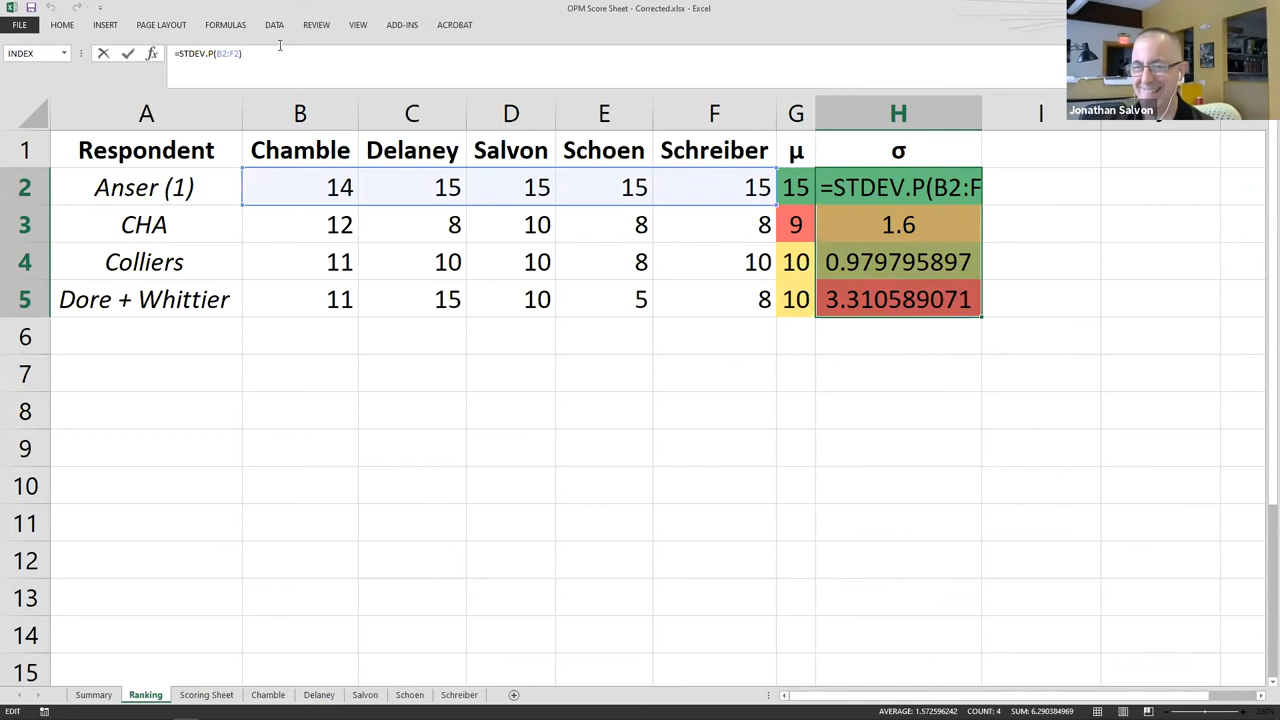 OPM Score Sheet - Corrected.xlsx - Excel
FILE HOME INSERT PAGE LAYOUT FORMULAS DATA REVIEW VIEW ADD-INS ACROBAT
INDEX =STDEV.P(B2:F2)
Jonathan Salvon
A B C D E F G H I
1 Respondent Chamble Delaney Salvon Schoen Schreiber μ σ
2 Anser (1) 14 15 15 15 15 15 =STDEV.P(B2:F
3 CHA 12 8 10 8 8 9 1.6
4 Colliers 11 10 10 8 10 10 0.979795897
5 Dore + Whittier 11 15 10 5 8 10 3.310589071
6
7
8
9
10
11
12
13
14
15
Summary Ranking Scoring Sheet Chamble Delaney Salvon Schoen Schreiber
EDIT AVERAGE: 1.572596242 COUNT: 4 SUM: 6.290384969